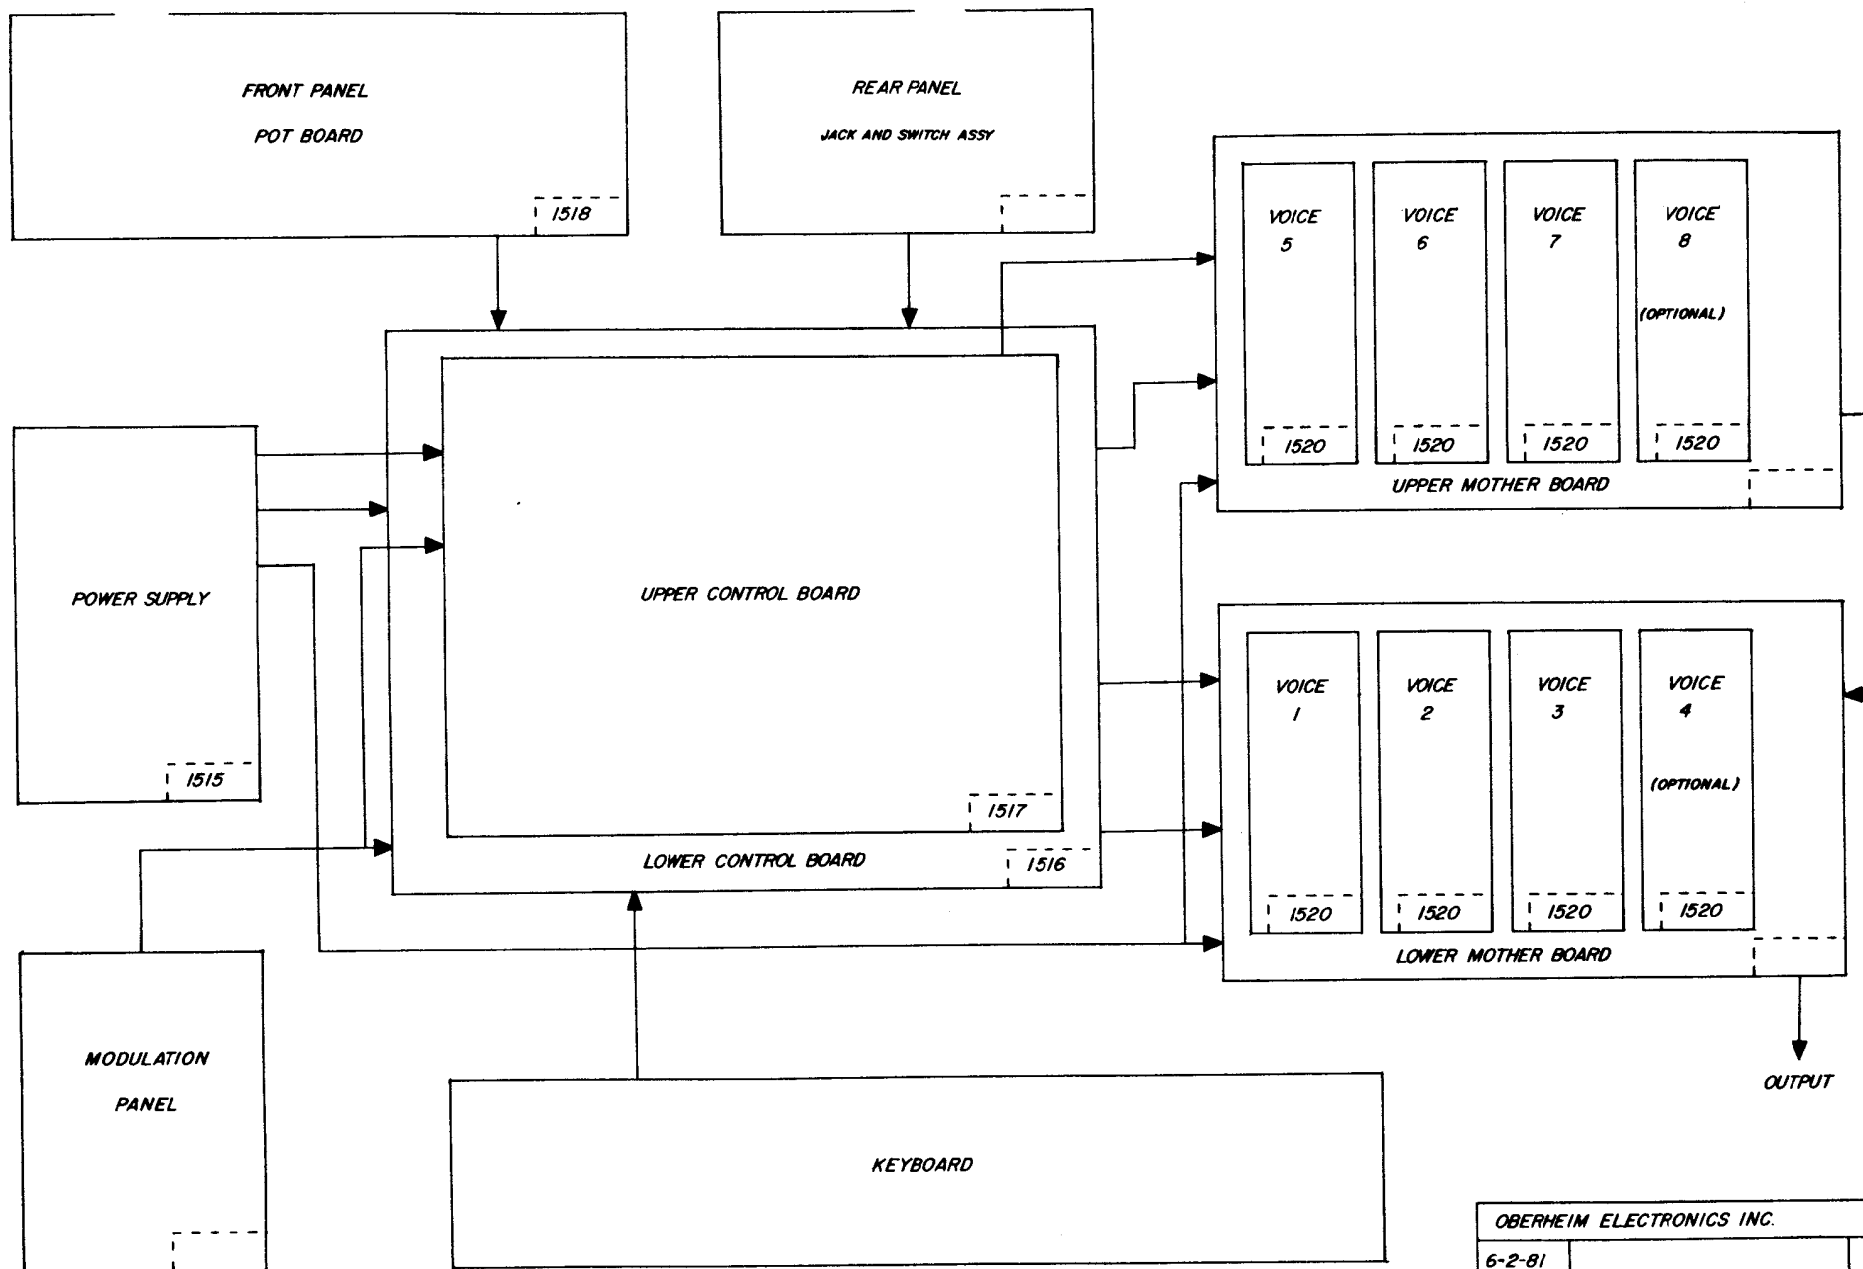 FRONT PANEL
POT BOARD
1518
REAR PANEL
JACK AND SWITCH ASSY
VOICE
5
1520
VOICE
6
1520
VOICE
7
1520
VOICE
8
(OPTIONAL)
1520
UPPER MOTHER BOARD
POWER SUPPLY
1515
UPPER CONTROL BOARD
1517
LOWER CONTROL BOARD
1516
VOICE
1
1520
VOICE
2
1520
VOICE
3
1520
VOICE
4
(OPTIONAL)
1520
LOWER MOTHER BOARD
OUTPUT
MODULATION
PANEL
KEYBOARD
OBERHEIM ELECTRONICS INC.
6-2-81